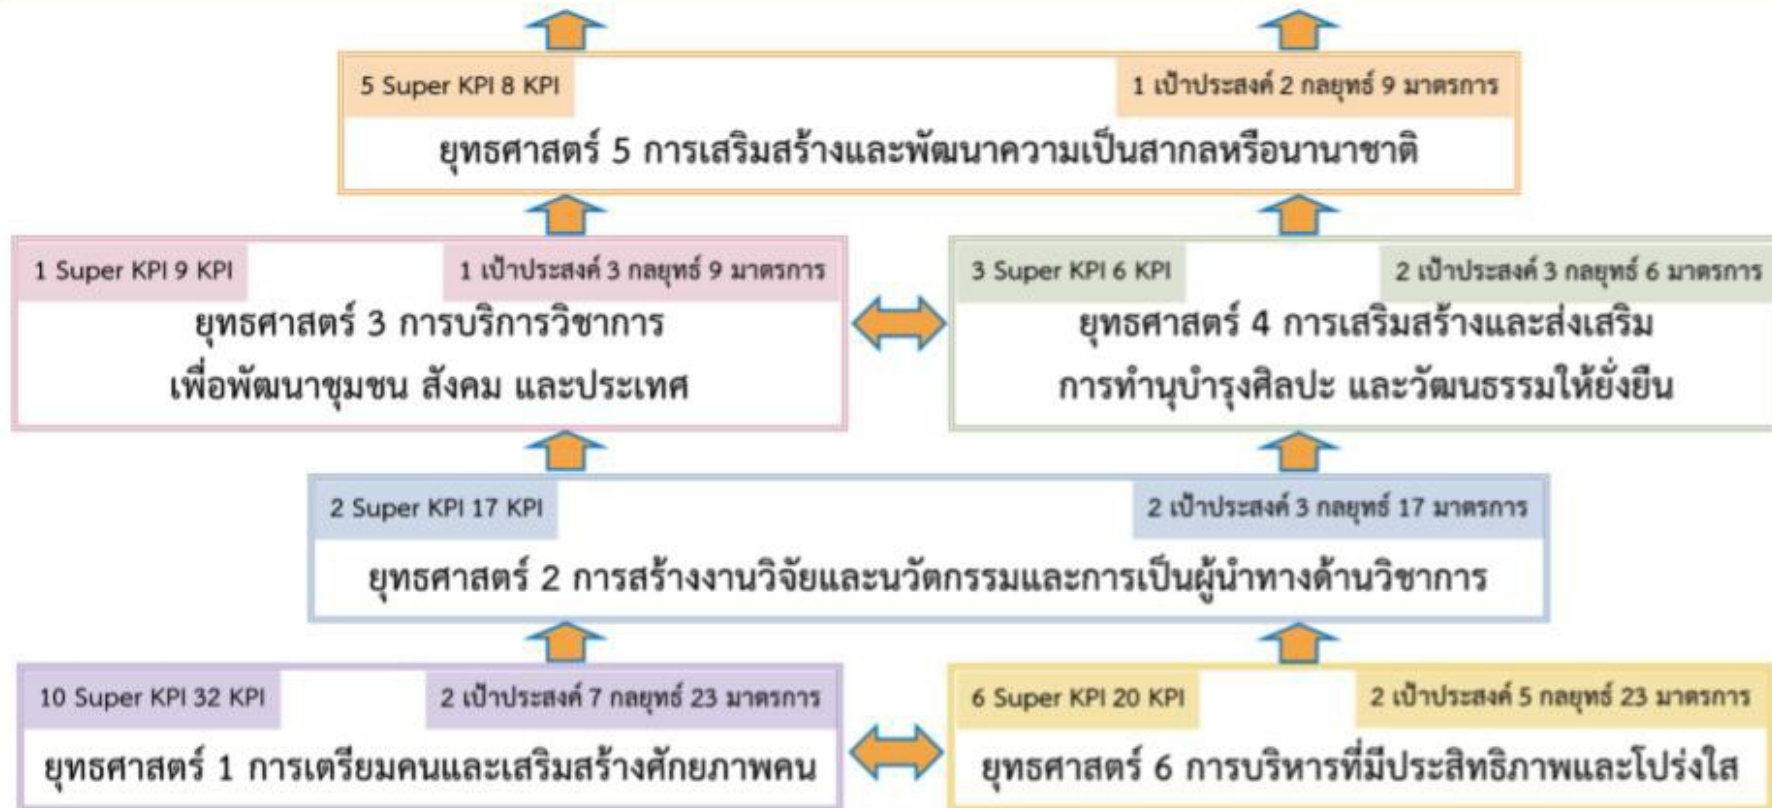 5 Super KPI 8 KPI
1 เป้าประสงค์ 2 กลยุทธ์ 9 มาตรการ
ยุทธศาสตร์ 5 การเสริมสร้างและพัฒนาความเป็นสากลหรือนานาชาติ
1 Super KPI 9 KPI
1 เป้าประสงค์ 3 กลยุทธ์ 9 มาตรการ
ยุทธศาสตร์ 3 การบริการวิชาการ
เพื่อพัฒนาชุมชน สังคม และประเทศ
3 Super KPI 6 KPI
2 เป้าประสงค์ 3 กลยุทธ์ 6 มาตรการ
ยุทธศาสตร์ 4 การเสริมสร้างและส่งเสริม
การทำนุบำรุงศิลปะ และวัฒนธรรมให้ยั่งยืน
2 Super KPI 17 KPI
2 เป้าประสงค์ 3 กลยุทธ์ 17 มาตรการ
ยุทธศาสตร์ 2 การสร้างงานวิจัยและนวัตกรรมและการเป็นผู้นำทางด้านวิชาการ
10 Super KPI 32 KPI
2 เป้าประสงค์ 7 กลยุทธ์ 23 มาตรการ
ยุทธศาสตร์ 1 การเตรียมคนและเสริมสร้างศักยภาพคน
6 Super KPI 20 KPI
2 เป้าประสงค์ 5 กลยุทธ์ 23 มาตรการ
ยุทธศาสตร์ 6 การบริหารที่มีประสิทธิภาพและโปร่งใส